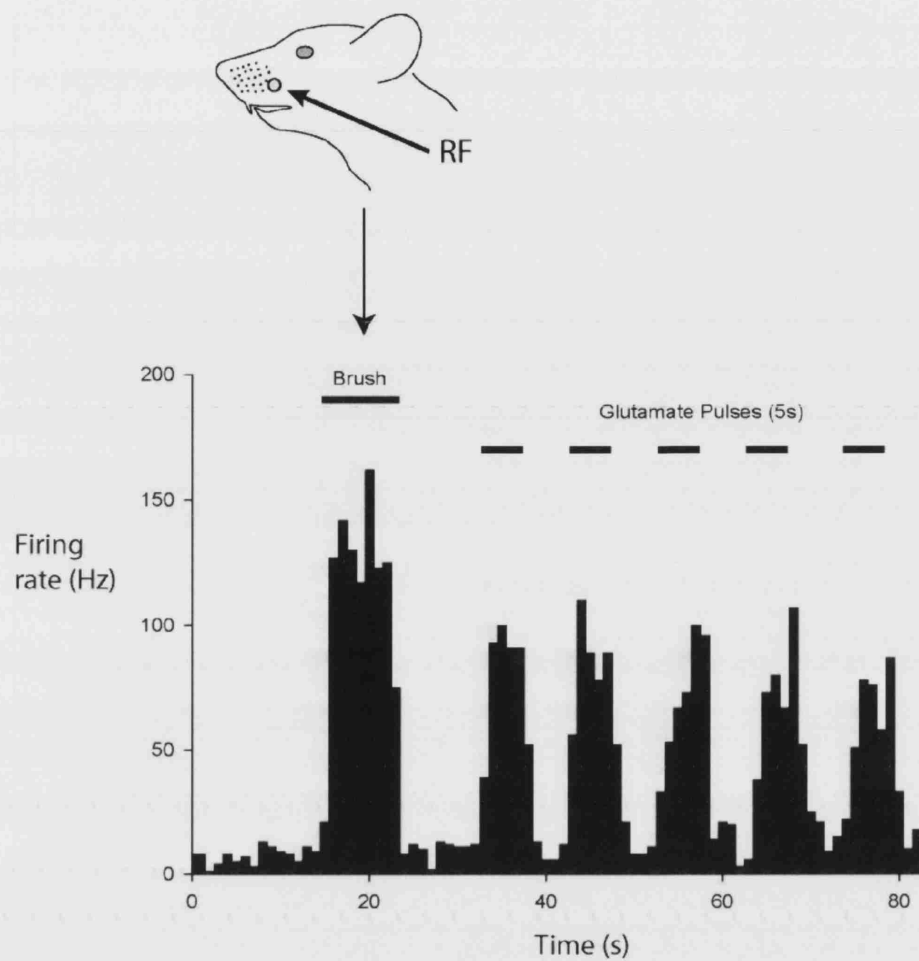 RF
200
Brush
Glutamate Pulses (5s)
150
Firing
rate (Hz)
100
50
0
0 20 40 60 80
Time (s)